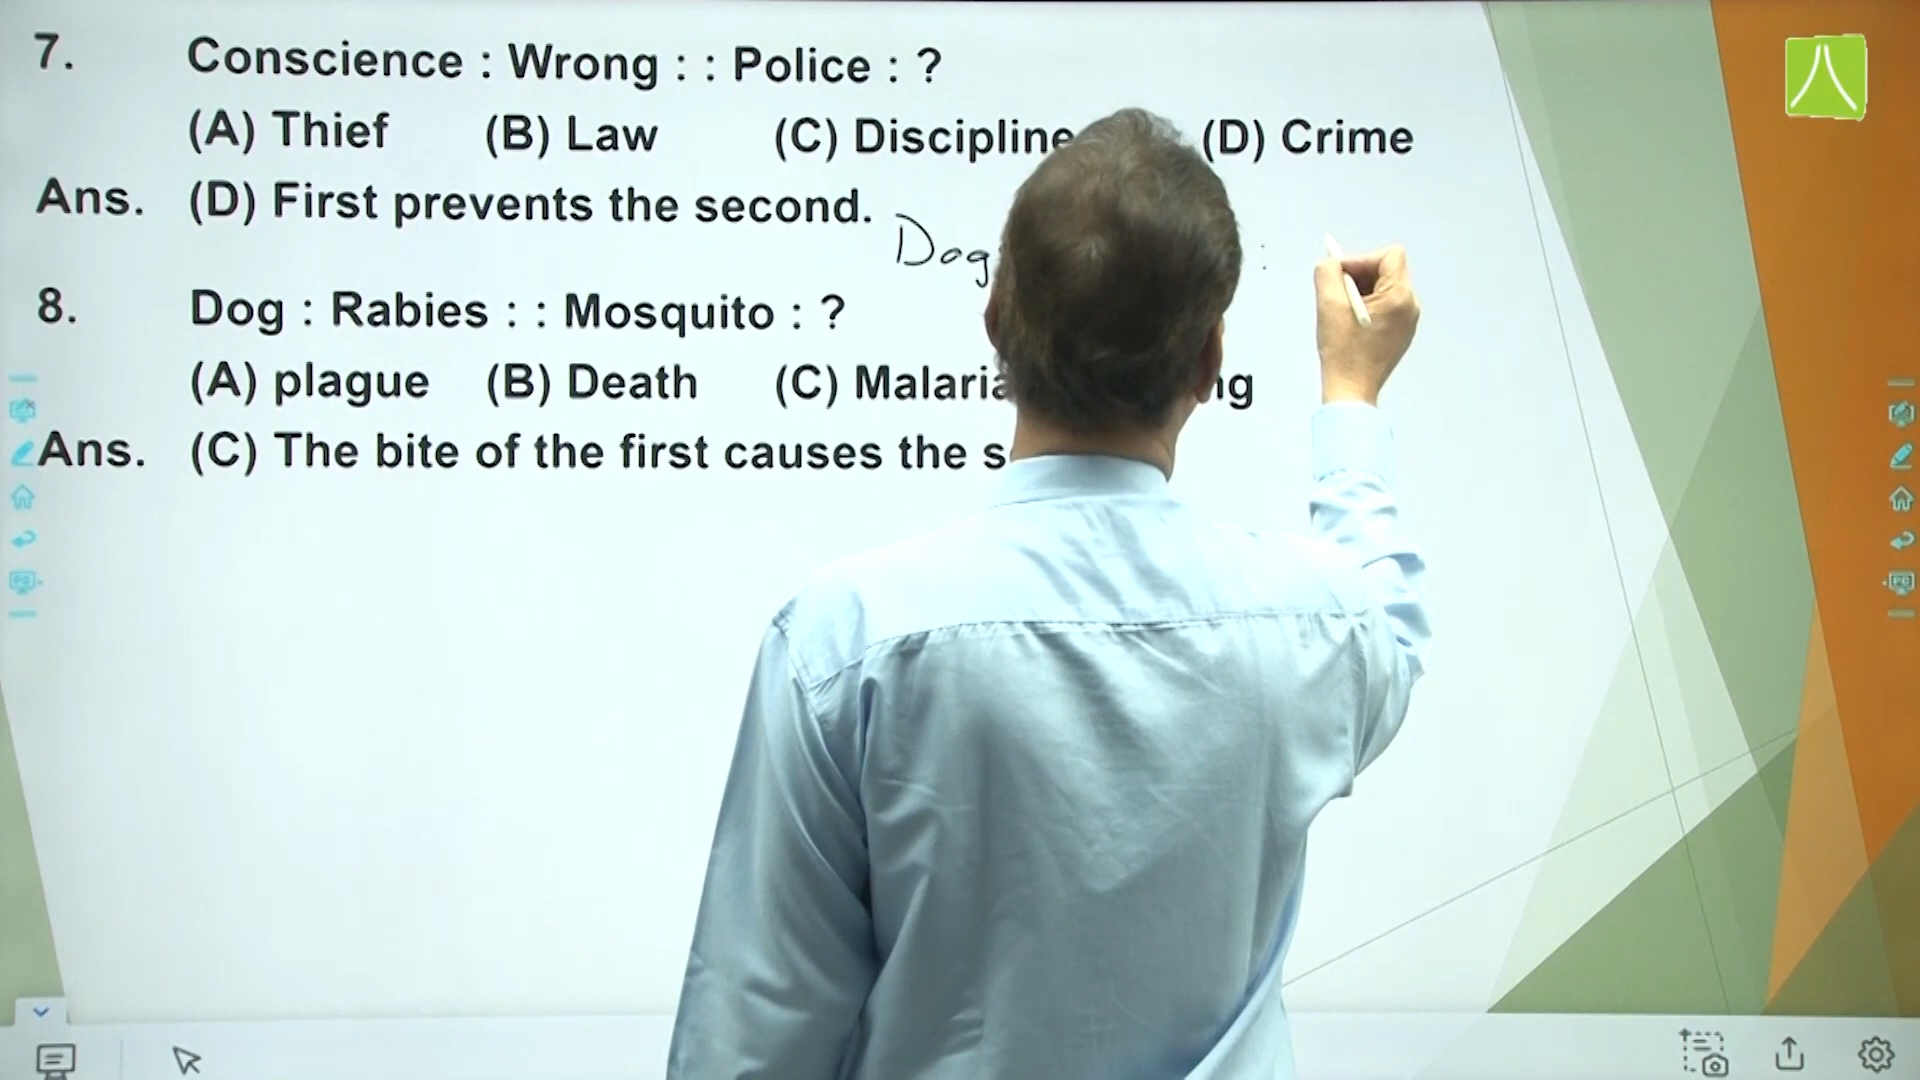 7. Conscience : Wrong : : Police : ?
(A) Thief (B) Law (C) Discipline (D) Crime
Ans. (D) First prevents the second.
Dog :
8. Dog : Rabies : : Mosquito : ?
(A) plague (B) Death (C) Malaria
Ans. (C) The bite of the first causes the